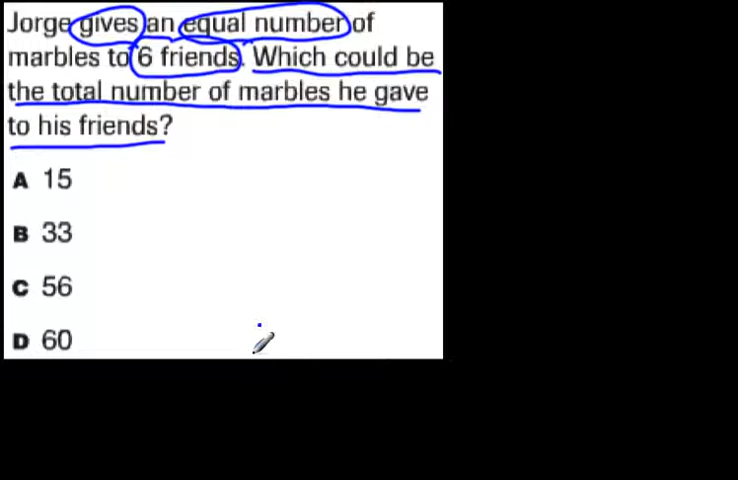 Jorge gives an equal number of
marbles to 6 friends. Which could be
the total number of marbles he gave
to his friends?
A 15
B 33
C 56
D 60